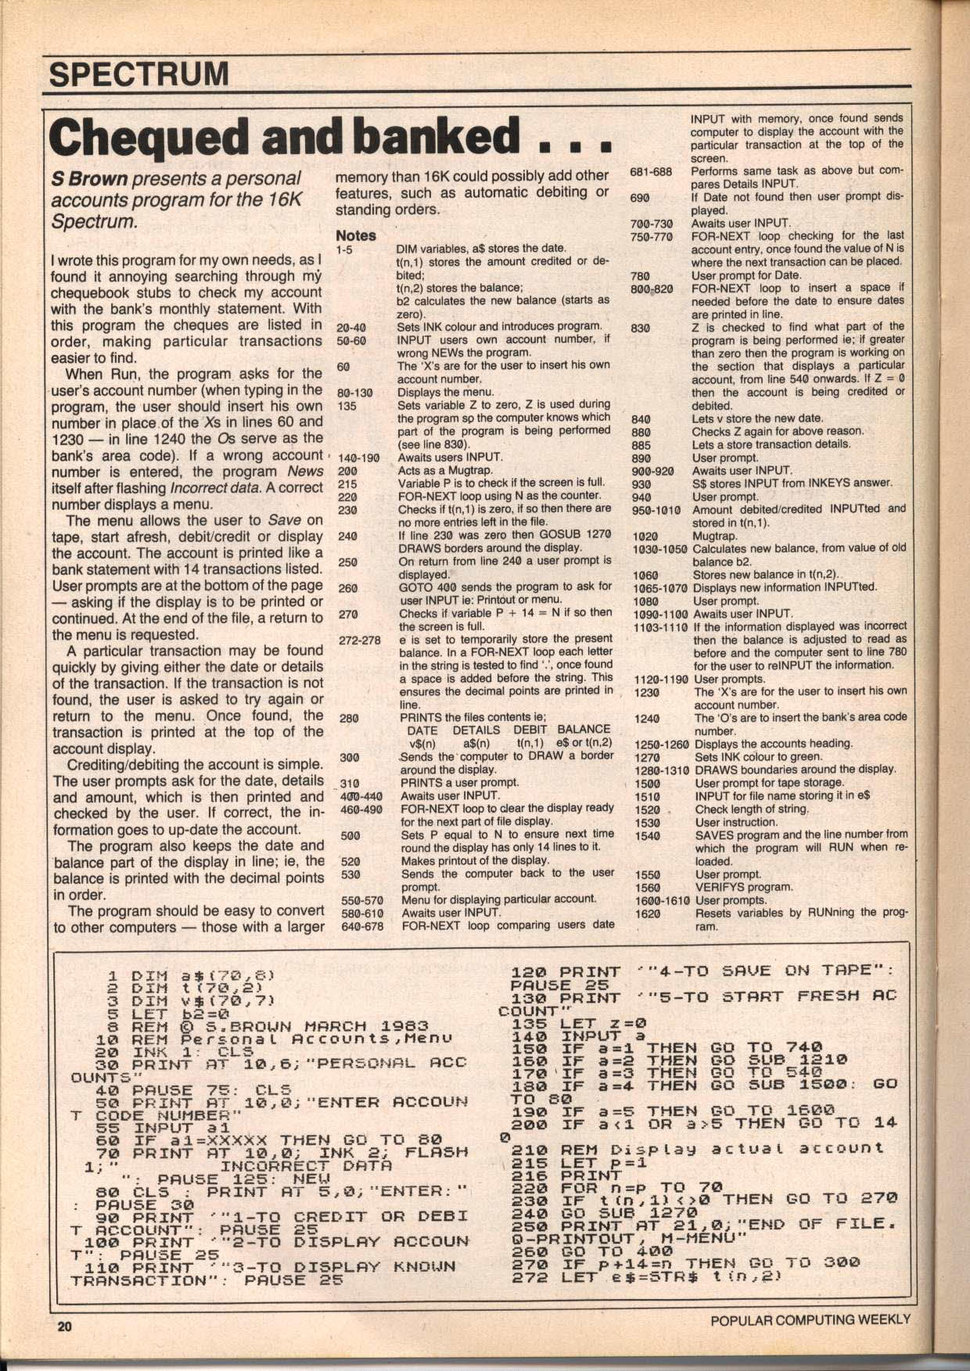 SPECTRUM
Chequed and banked . . .
S Brown presents a personal
accounts program for the 16K
Spectrum.
I wrote this program for my own needs, as I
found it annoying searching through my
chequebook stubs to check my account
with the bank's monthly statement. With
this program the cheques are listed in
order, making particular transactions
easier to find.
When Run, the program asks for the
user's account number (when typing in the
program, the user should insert his own
number in place of the Xs in lines 60 and
1230 — in line 1240 the Os serve as the
bank's area code). If a wrong account
number is entered, the program News
itself after flashing Incorrect data. A correct
number displays a menu.
The menu allows the user to Save on
tape, start afresh, debit/credit or display
the account. The account is printed like a
bank statement with 14 transactions listed.
User prompts are at the bottom of the page
— asking if the display is to be printed or
continued. At the end of the file, a return to
the menu is requested.
A particular transaction may be found
quickly by giving either the date or details
of the transaction. If the transaction is not
found, the user is asked to try again or
return to the menu. Once found, the
transaction is printed at the top of the
account display.
Crediting/debiting the account is simple.
The user prompts ask for the date, details
and amount, which is then printed and
checked by the user. If correct, the in-
formation goes to up-date the account.
The program also keeps the date and
balance part of the display in line; ie, the
balance is printed with the decimal points
in order.
The program should be easy to convert
to other computers — those with a larger
memory than 16K could possibly add other
features, such as automatic debiting or
standing orders.
Notes
1-5 DIM variables, a$ stores the date.
t(n,1) stores the amount credited or de-
bited;
t(n,2) stores the balance;
b2 calculates the new balance (starts as
zero).
20-40 Sets INK colour and introduces program.
50-60 INPUT users own account number, if
wrong NEWs the program.
60 The 'X's are for the user to insert his own
account number.
80-130 Displays the menu.
135 Sets variable Z to zero, Z is used during
the program sp the computer knows which
part of the program is being performed
(see line 830).
140-190 Awaits users INPUT.
200 Acts as a Mugtrap.
215 Variable P is to check if the screen is full.
220 FOR-NEXT loop using N as the counter.
230 Checks if t(n,1) is zero, if so then there are
no more entries left in the file.
240 If line 230 was zero then GOSUB 1270
DRAWS borders around the display.
250 On return from line 240 a user prompt is
displayed.
260 GOTO 400 sends the program to ask for
user INPUT ie: Printout or menu.
270 Checks if variable P + 14 = N if so then
the screen is full.
272-278 e is set to temporarily store the present
balance. In a FOR-NEXT loop each letter
in the string is tested to find '.', once found
a space is added before the string. This
ensures the decimal points are printed in
line.
280 PRINTS the files contents ie;
DATE DETAILS DEBIT BALANCE
v$(n) a$(n) t(n,1) e$ or t(n,2)
300 Sends the computer to DRAW a border
around the display.
310 PRINTS a user prompt.
400-440 Awaits user INPUT.
460-490 FOR-NEXT loop to clear the display ready
for the next part of file display.
500 Sets P equal to N to ensure next time
round the display has only 14 lines to it.
520 Makes printout of the display.
530 Sends the computer back to the user
prompt.
550-570 Menu for displaying particular account.
580-610 Awaits user INPUT.
640-678 FOR-NEXT loop comparing users date
INPUT with memory, once found sends
computer to display the account with the
particular transaction at the top of the
screen.
681-688 Performs same task as above but com-
pares Details INPUT.
690 If Date not found then user prompt dis-
played.
700-730 Awaits user INPUT.
750-770 FOR-NEXT loop checking for the last
account entry, once found the value of N is
where the next transaction can be placed.
780 User prompt for Date.
800-820 FOR-NEXT loop to insert a space if
needed before the date to ensure dates
are printed in line.
830 Z is checked to find what part of the
program is being performed ie; if greater
than zero then the program is working on
the section that displays a particular
account, from line 540 onwards. If Z = 0
then the account is being credited or
debited.
840 Lets v store the new date.
880 Checks Z again for above reason.
885 Lets a store transaction details.
890 User prompt.
900-920 Awaits user INPUT.
930 S$ stores INPUT from INKEYS answer.
940 User prompt.
950-1010 Amount debited/credited INPUTted and
stored in t(n,1).
1020 Mugtrap.
1030-1050 Calculates new balance, from value of old
balance b2.
1060 Stores new balance in t(n,2).
1065-1070 Displays new information INPUTted.
1080 User prompt.
1090-1100 Awaits user INPUT.
1103-1110 If the information displayed was incorrect
then the balance is adjusted to read as
before and the computer sent to line 780
for the user to reINPUT the information.
1120-1190 User prompts.
1230 The 'X's are for the user to insert his own
account number.
1240 The 'O's are to insert the bank's area code
number.
1250-1260 Displays the accounts heading.
1270 Sets INK colour to green.
1280-1310 DRAWS boundaries around the display.
1500 User prompt for tape storage.
1510 INPUT for file name storing it in e$
1520 Check length of string.
1530 User instruction.
1540 SAVES program and the line number from
which the program will RUN when re-
loaded.
1550 User prompt.
1560 VERIFYS program.
1600-1610 User prompts.
1620 Resets variables by RUNning the prog-
ram.
1 DIM a$(70,8)
2 DIM t(70,2)
3 DIM v$(70,7)
5 LET b2=0
8 REM © S.BROWN MARCH 1983
10 REM Personal Accounts,Menu
20 INK 1: CLS
30 PRINT AT 10,6;"PERSONAL ACC
OUNTS"
40 PAUSE 75: CLS
50 PRINT AT 10,0;"ENTER ACCOUN
T CODE NUMBER"
55 INPUT a1
60 IF a1=XXXXX THEN GO TO 80
70 PRINT AT 10,0; INK 2; FLASH
1;" INCORRECT DATA
": PAUSE 125: NEW
80 CLS : PRINT AT 5,0;"ENTER:"
: PAUSE 30
90 PRINT '"1-TO CREDIT OR DEBI
T ACCOUNT": PAUSE 25
100 PRINT '"2-TO DISPLAY ACCOUN
T": PAUSE 25
110 PRINT '"3-TO DISPLAY KNOWN
TRANSACTION": PAUSE 25
120 PRINT '"4-TO SAVE ON TAPE":
PAUSE 25
130 PRINT '"5-TO START FRESH AC
COUNT"
135 LET z=0
140 INPUT a
150 IF a=1 THEN GO TO 740
160 IF a=2 THEN GO SUB 1210
170 IF a=3 THEN GO TO 540
180 IF a=4 THEN GO SUB 1500: GO
TO 80
190 IF a=5 THEN GO TO 1600
200 IF a<1 OR a>5 THEN GO TO 14
0
210 REM Display actual account
215 LET p=1
216 PRINT
220 FOR n=p TO 70
230 IF t(n,1)<>0 THEN GO TO 270
240 GO SUB 1270
250 PRINT AT 21,0;"END OF FILE.
0-PRINTOUT, M-MENU"
260 GO TO 400
270 IF p+14=n THEN GO TO 300
272 LET e$=STR$ t(n,2)
20
POPULAR COMPUTING WEEKLY